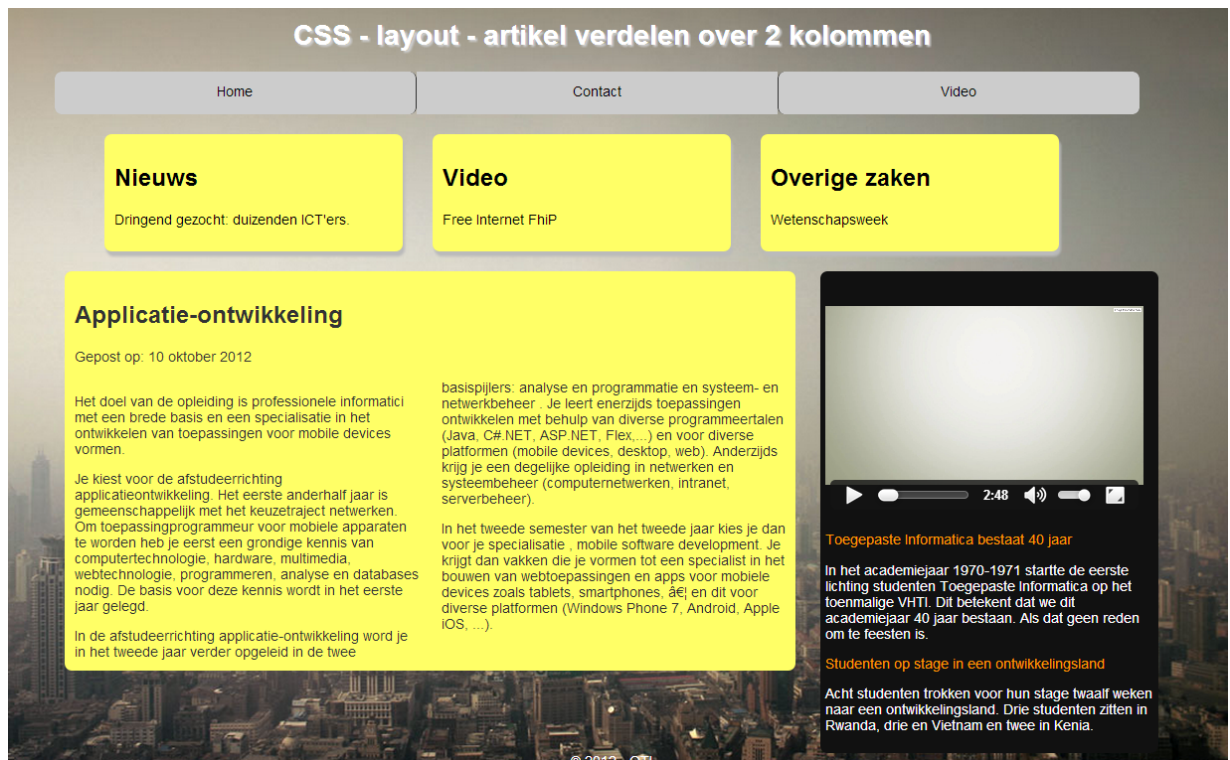 CSS - layout - artikel verdelen over 2 kolommen
Home
Contact
Video
Nieuws
Dringend gezocht: duizenden ICT'ers.
Video
Free Internet FhiP
Overige zaken
Wetenschapsweek
Applicatie-ontwikkeling
Gepost op: 10 oktober 2012
Het doel van de opleiding is professionele informatici
met een brede basis en een specialisatie in het
ontwikkelen van toepassingen voor mobile devices
vormen.
Je kiest voor de afstudeerrichting
applicatieontwikkeling. Het eerste anderhalf jaar is
gemeenschappelijk met het keuzetraject netwerken.
Om toepassingprogrammeur voor mobiele apparaten
te worden heb je eerst een grondige kennis van
computertechnologie, hardware, multimedia,
webtechnologie, programmeren, analyse en databases
nodig. De basis voor deze kennis wordt in het eerste
jaar gelegd.
In de afstudeerrichting applicatie-ontwikkeling word je
in het tweede jaar verder opgeleid in de twee
basispijlers: analyse en programmatie en systeem- en
netwerkbeheer . Je leert enerzijds toepassingen
ontwikkelen met behulp van diverse programmeertalen
(Java, C#.NET, ASP.NET, Flex,...) en voor diverse
platformen (mobile devices, desktop, web). Anderzijds
krijg je een degelijke opleiding in netwerken en
systeembeheer (computernetwerken, intranet,
serverbeheer).
In het tweede semester van het tweede jaar kies je dan
voor je specialisatie , mobile software development. Je
krijgt dan vakken die je vormen tot een specialist in het
bouwen van webtoepassingen en apps voor mobiele
devices zoals tablets, smartphones, â€¦ en dit voor
diverse platformen (Windows Phone 7, Android, Apple
iOS, ...).
2:48
Toegepaste Informatica bestaat 40 jaar
In het academiejaar 1970-1971 startte de eerste
lichting studenten Toegepaste Informatica op het
toenmalige VHTI. Dit betekent dat we dit
academiejaar 40 jaar bestaan. Als dat geen reden
om te feesten is.
Studenten op stage in een ontwikkelingsland
Acht studenten trokken voor hun stage twaalf weken
naar een ontwikkelingsland. Drie studenten zitten in
Rwanda, drie en Vietnam en twee in Kenia.